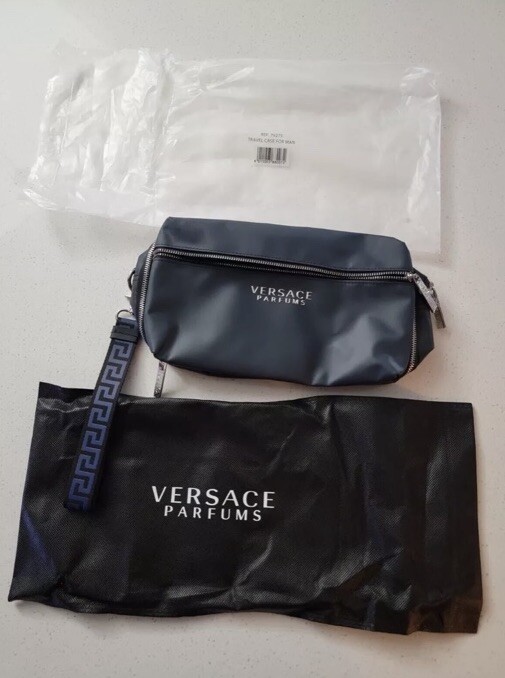 TRAVEL CASE FOR MAN
VERSACE
PARFUMS
VERSACE
PARFUMS